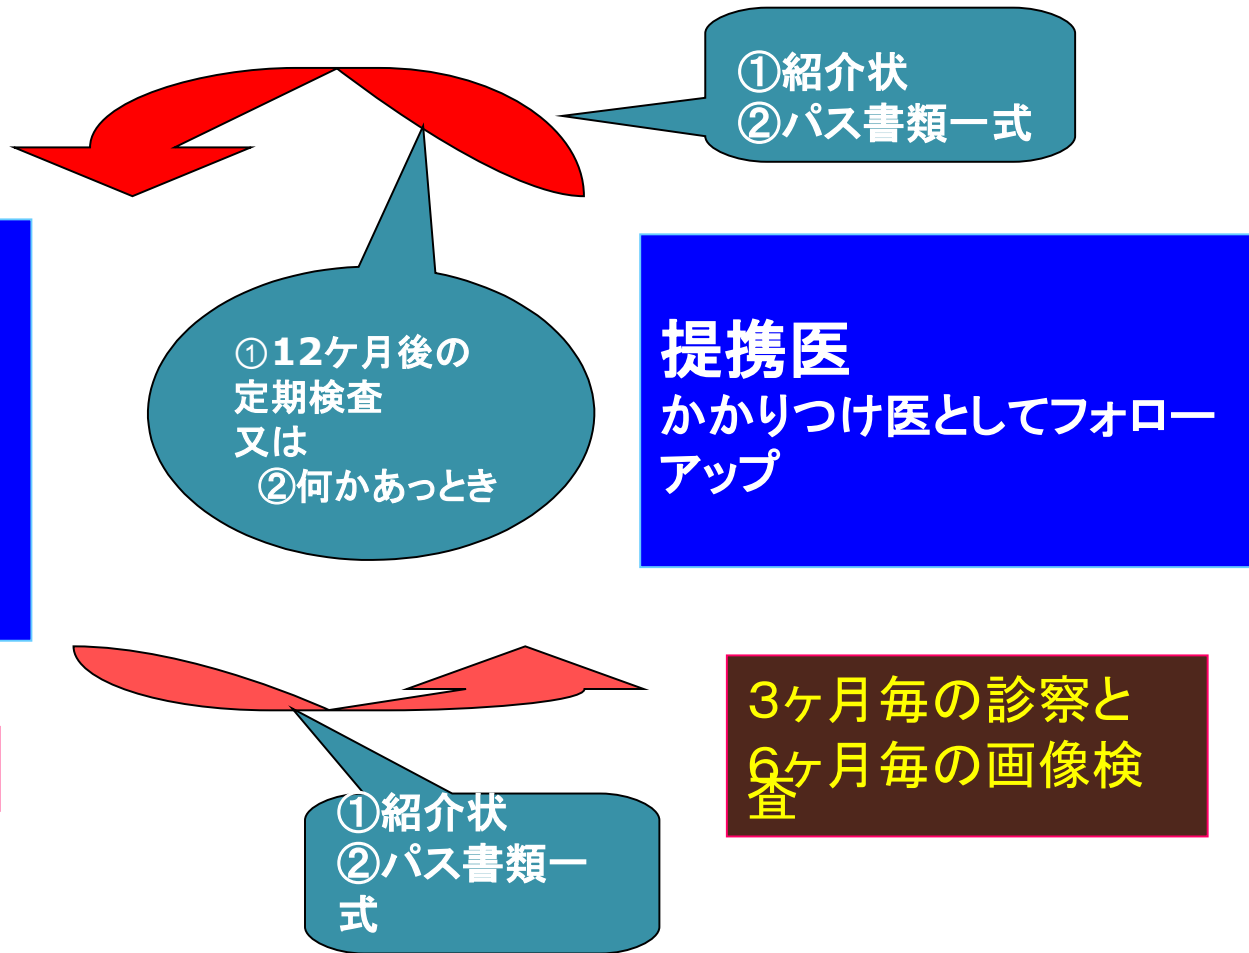 ①紹介状
②パス書類一式
①12ケ月後の
定期検査
又は
②何かあっとき
提携医
かかりつけ医としてフォロー
アップ
３ヶ月毎の診察と
６ヶ月毎の画像検
査
①紹介状
②パス書類一
式